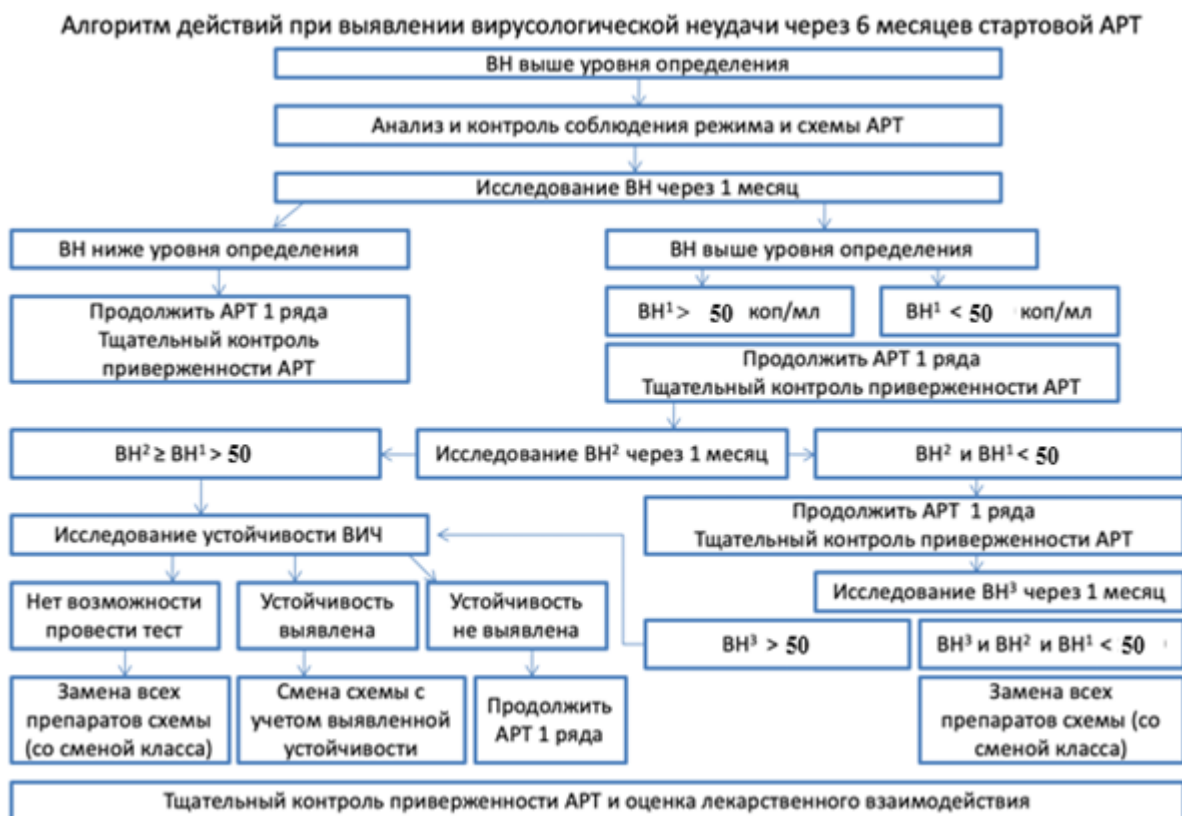 Алгоритм действий при выявлении вирусологической неудачи через 6 месяцев стартовой АРТ
ВН выше уровня определения
Анализ и контроль соблюдения режима и схемы АРТ
Исследование ВН через 1 месяц
ВН ниже уровня определения
ВН выше уровня определения
Продолжить АРТ 1 ряда
Тщательный контроль
приверженности АРТ
ВН¹ > 50 коп/мл
ВН¹ < 50 коп/мл
Продолжить АРТ 1 ряда
Тщательный контроль приверженности АРТ
ВН² ≥ ВН¹ > 50
Исследование ВН² через 1 месяц
ВН² и ВН¹ < 50
Исследование устойчивости ВИЧ
Продолжить АРТ 1 ряда
Тщательный контроль приверженности АРТ
Исследование ВН³ через 1 месяц
Нет возможности
провести тест
Устойчивость
выявлена
Устойчивость
не выявлена
ВН³ > 50
ВН³ и ВН² и ВН¹ < 50
Замена всех
препаратов схемы
(со сменой класса)
Смена схемы с
учетом выявленной
устойчивости
Продолжить
АРТ 1 ряда
Замена всех
препаратов схемы (со
сменой класса)
Тщательный контроль приверженности АРТ и оценка лекарственного взаимодействия